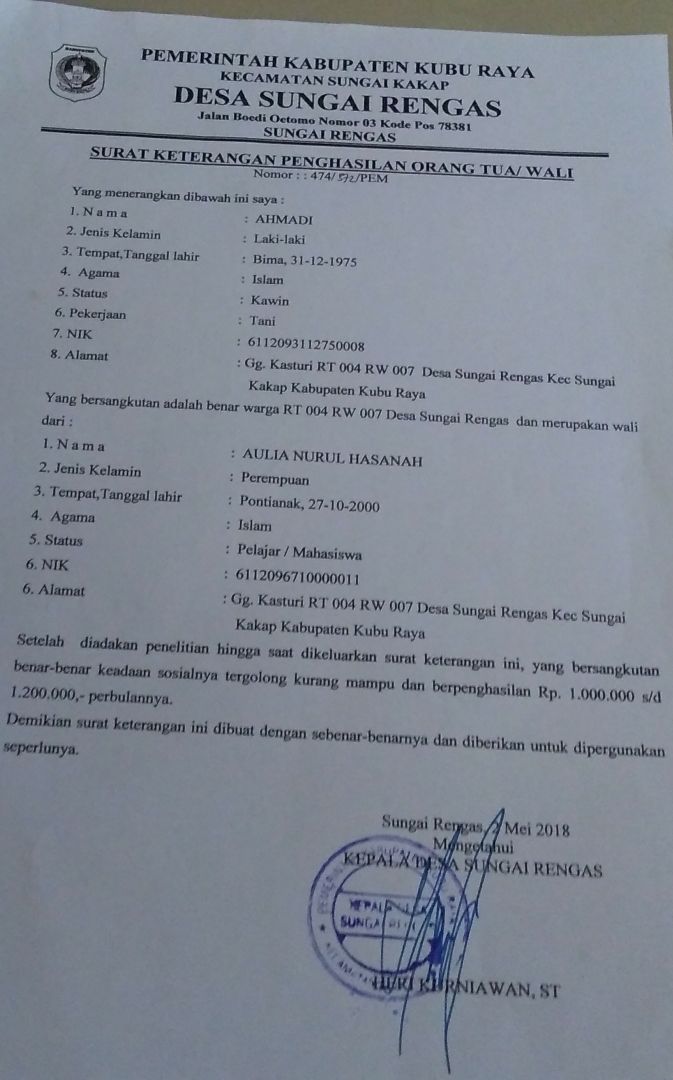 PEMERINTAH KABUPATEN KUBU RAYA
KECAMATAN SUNGAI KAKAP
DESA SUNGAI RENGAS
Jalan Boedi Oetomo Nomor 03 Kode Pos 78381
SUNGAI RENGAS
SURAT KETERANGAN PENGHASILAN ORANG TUA/ WALI
Nomor : : 474/ 572/PEM
Yang menerangkan dibawah ini saya :
1. N a m a : AHMADI
2. Jenis Kelamin : Laki-laki
3. Tempat,Tanggal lahir : Bima, 31-12-1975
4. Agama : Islam
5. Status : Kawin
6. Pekerjaan : Tani
7. NIK : 6112093112750008
8. Alamat : Gg. Kasturi RT 004 RW 007 Desa Sungai Rengas Kec Sungai
Kakap Kabupaten Kubu Raya
Yang bersangkutan adalah benar warga RT 004 RW 007 Desa Sungai Rengas dan merupakan wali
dari :
1. N a m a : AULIA NURUL HASANAH
2. Jenis Kelamin : Perempuan
3. Tempat,Tanggal lahir : Pontianak, 27-10-2000
4. Agama : Islam
5. Status : Pelajar / Mahasiswa
6. NIK : 6112096710000011
6. Alamat : Gg. Kasturi RT 004 RW 007 Desa Sungai Rengas Kec Sungai
Kakap Kabupaten Kubu Raya
Setelah diadakan penelitian hingga saat dikeluarkan surat keterangan ini, yang bersangkutan
benar-benar keadaan sosialnya tergolong kurang mampu dan berpenghasilan Rp. 1.000.000 s/d
1.200.000,- perbulannya.
Demikian surat keterangan ini dibuat dengan sebenar-benarnya dan diberikan untuk dipergunakan
seperlunya.
Sungai Rengas, 2 Mei 2018
Mengetahui
KEPALA DESA SUNGAI RENGAS
KURNIAWAN, ST